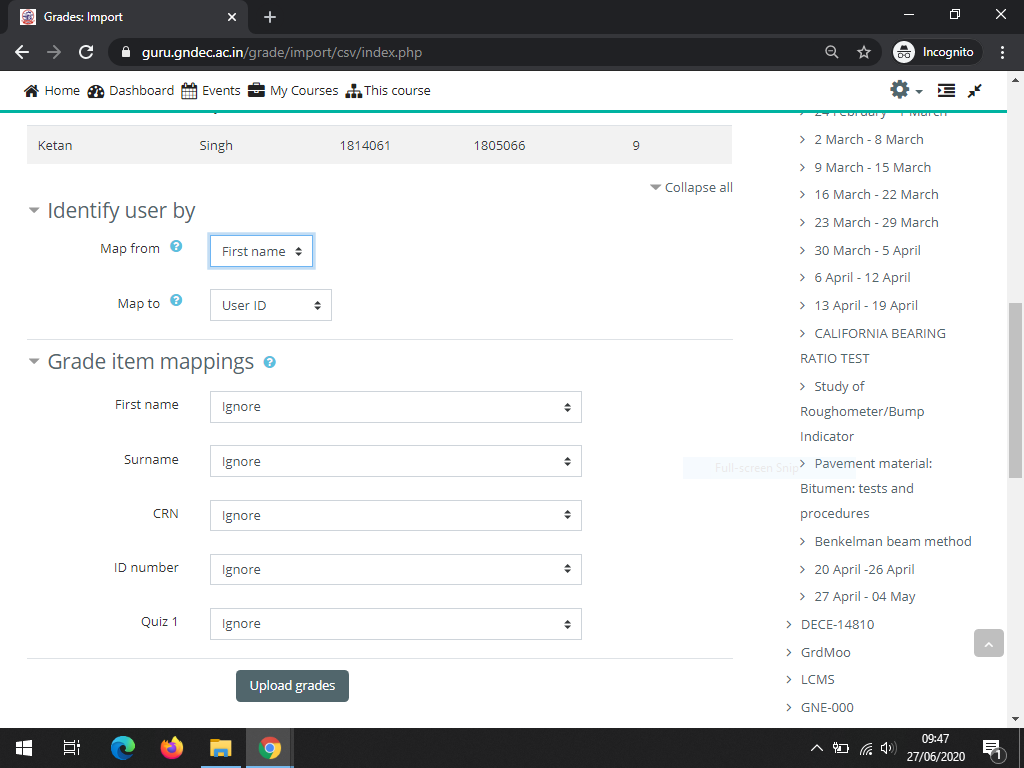 Grades: Import
guru.gndec.ac.in/grade/import/csv/index.php
Incognito
Home Dashboard Events My Courses This course
Ketan Singh 1814061 1805066 9
Collapse all
Identify user by
Map from First name
Map to User ID
Grade item mappings
First name Ignore
Surname Ignore
CRN Ignore
ID number Ignore
Quiz 1 Ignore
Upload grades
Full-screen Snip
24 February - 1 March
2 March - 8 March
9 March - 15 March
16 March - 22 March
23 March - 29 March
30 March - 5 April
6 April - 12 April
13 April - 19 April
CALIFORNIA BEARING
RATIO TEST
Study of
Roughometer/Bump
Indicator
Pavement material:
Bitumen: tests and
procedures
Benkelman beam method
20 April -26 April
27 April - 04 May
DECE-14810
GrdMoo
LCMS
GNE-000
09:47
27/06/2020
1